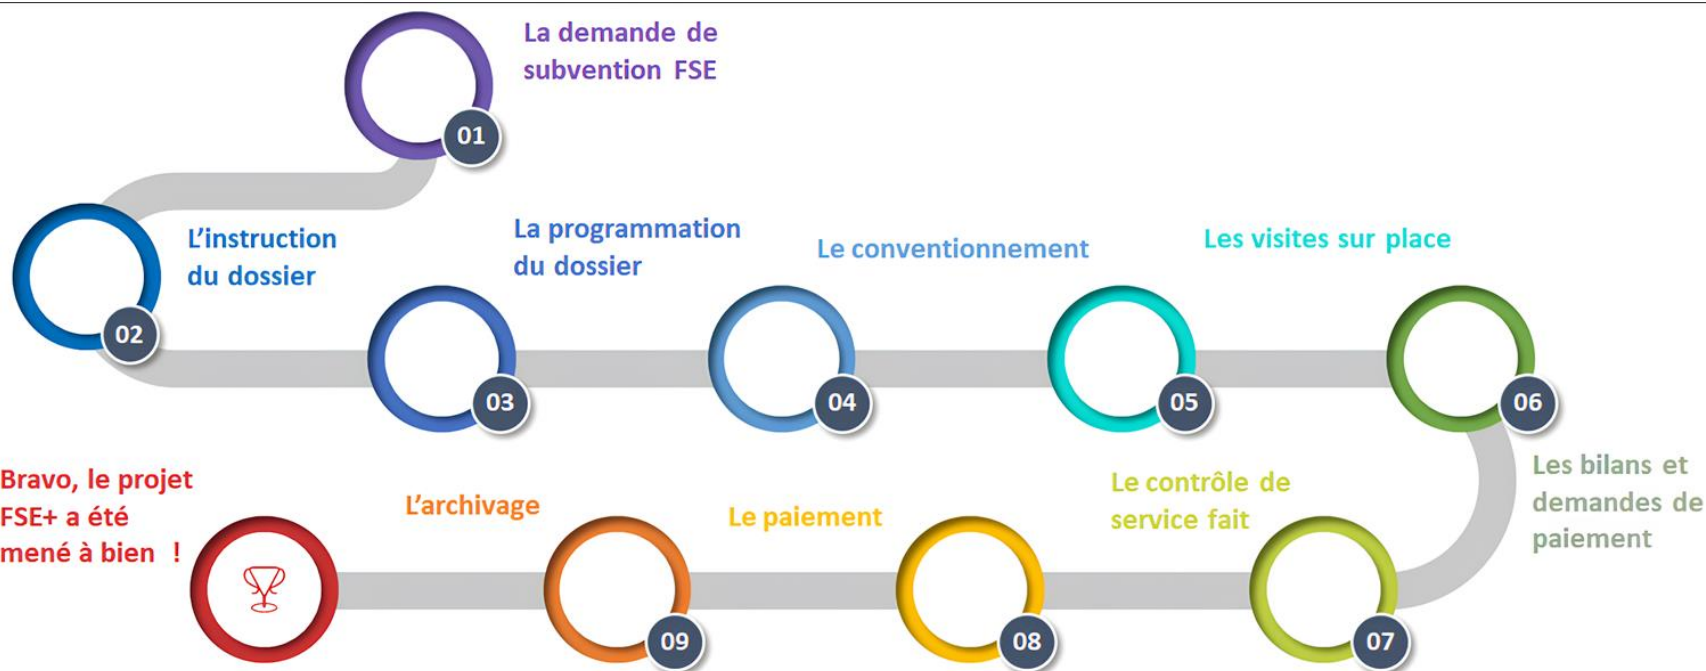 La demande de
subvention FSE
01
L’instruction
du dossier
02
La programmation
du dossier
03
Le conventionnement
04
Les visites sur place
05
06
Les bilans et
demandes de
paiement
Le contrôle de
service fait
07
Le paiement
08
L’archivage
09
Bravo, le projet
FSE+ a été
mené à bien !